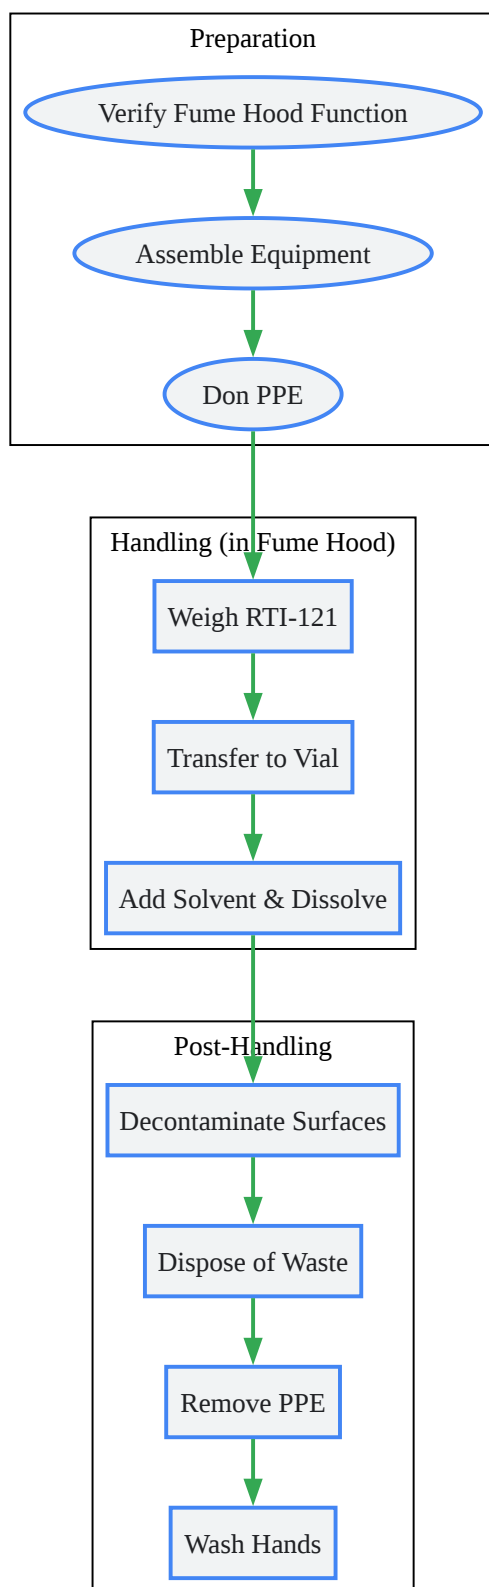 Preparation
Verify Fume Hood Function
Assemble Equipment
Don PPE
Handling (in Fume Hood)
Weigh RTI-121
Transfer to Vial
Add Solvent & Dissolve
Post-Handling
Decontaminate Surfaces
Dispose of Waste
Remove PPE
Wash Hands